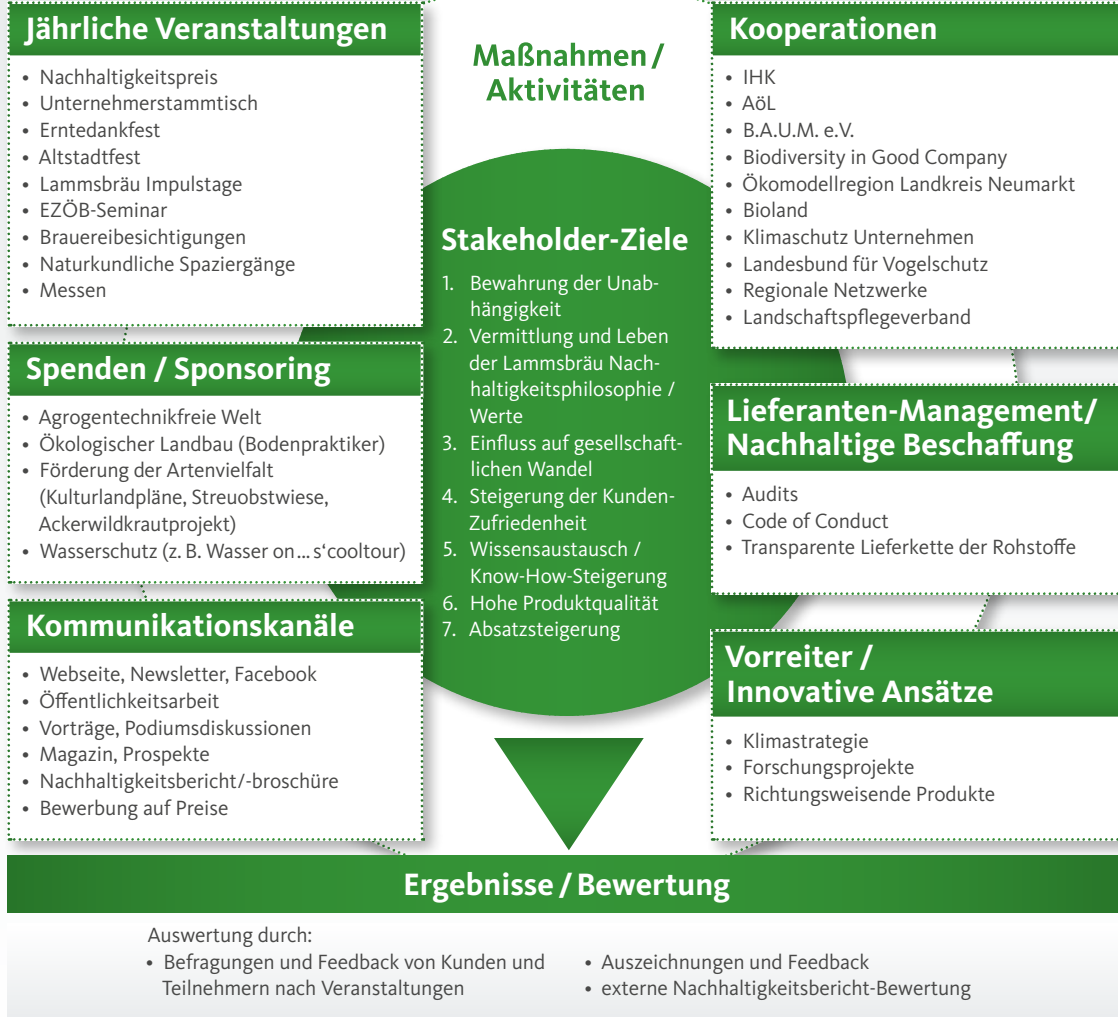 Jährliche Veranstaltungen
• Nachhaltigkeitspreis
• Unternehmerstammtisch
• Erntedankfest
• Altstadtfest
• Lammsbräu Impulstage
• EZÖB-Seminar
• Brauereibesichtigungen
• Naturkundliche Spaziergänge
• Messen
Spenden / Sponsoring
• Agrogentechnikfreie Welt
• Ökologischer Landbau (Bodenpraktiker)
• Förderung der Artenvielfalt
(Kulturlandpläne, Streuobstwiese,
Ackerwildkrautprojekt)
• Wasserschutz (z. B. Wasser on ... s‘cooltour)
Kommunikationskanäle
• Webseite, Newsletter, Facebook
• Öffentlichkeitsarbeit
• Vorträge, Podiumsdiskussionen
• Magazin, Prospekte
• Nachhaltigkeitsbericht/-broschüre
• Bewerbung auf Preise
Maßnahmen /
Aktivitäten
Stakeholder-Ziele
1. Bewahrung der Unab-
hängigkeit
2. Vermittlung und Leben
der Lammsbräu Nach-
haltigkeitsphilosophie /
Werte
3. Einfluss auf gesellschaft-
lichen Wandel
4. Steigerung der Kunden-
Zufriedenheit
5. Wissensaustausch /
Know-How-Steigerung
6. Hohe Produktqualität
7. Absatzsteigerung
Kooperationen
• IHK
• AöL
• B.A.U.M. e.V.
• Biodiversity in Good Company
• Ökomodellregion Landkreis Neumarkt
• Bioland
• Klimaschutz Unternehmen
• Landesbund für Vogelschutz
• Regionale Netzwerke
• Landschaftspflegeverband
Lieferanten-Management/
Nachhaltige Beschaffung
• Audits
• Code of Conduct
• Transparente Lieferkette der Rohstoffe
Vorreiter /
Innovative Ansätze
• Klimastrategie
• Forschungsprojekte
• Richtungsweisende Produkte
Ergebnisse / Bewertung
Auswertung durch:
• Befragungen und Feedback von Kunden und
Teilnehmern nach Veranstaltungen
• Auszeichnungen und Feedback
• externe Nachhaltigkeitsbericht-Bewertung